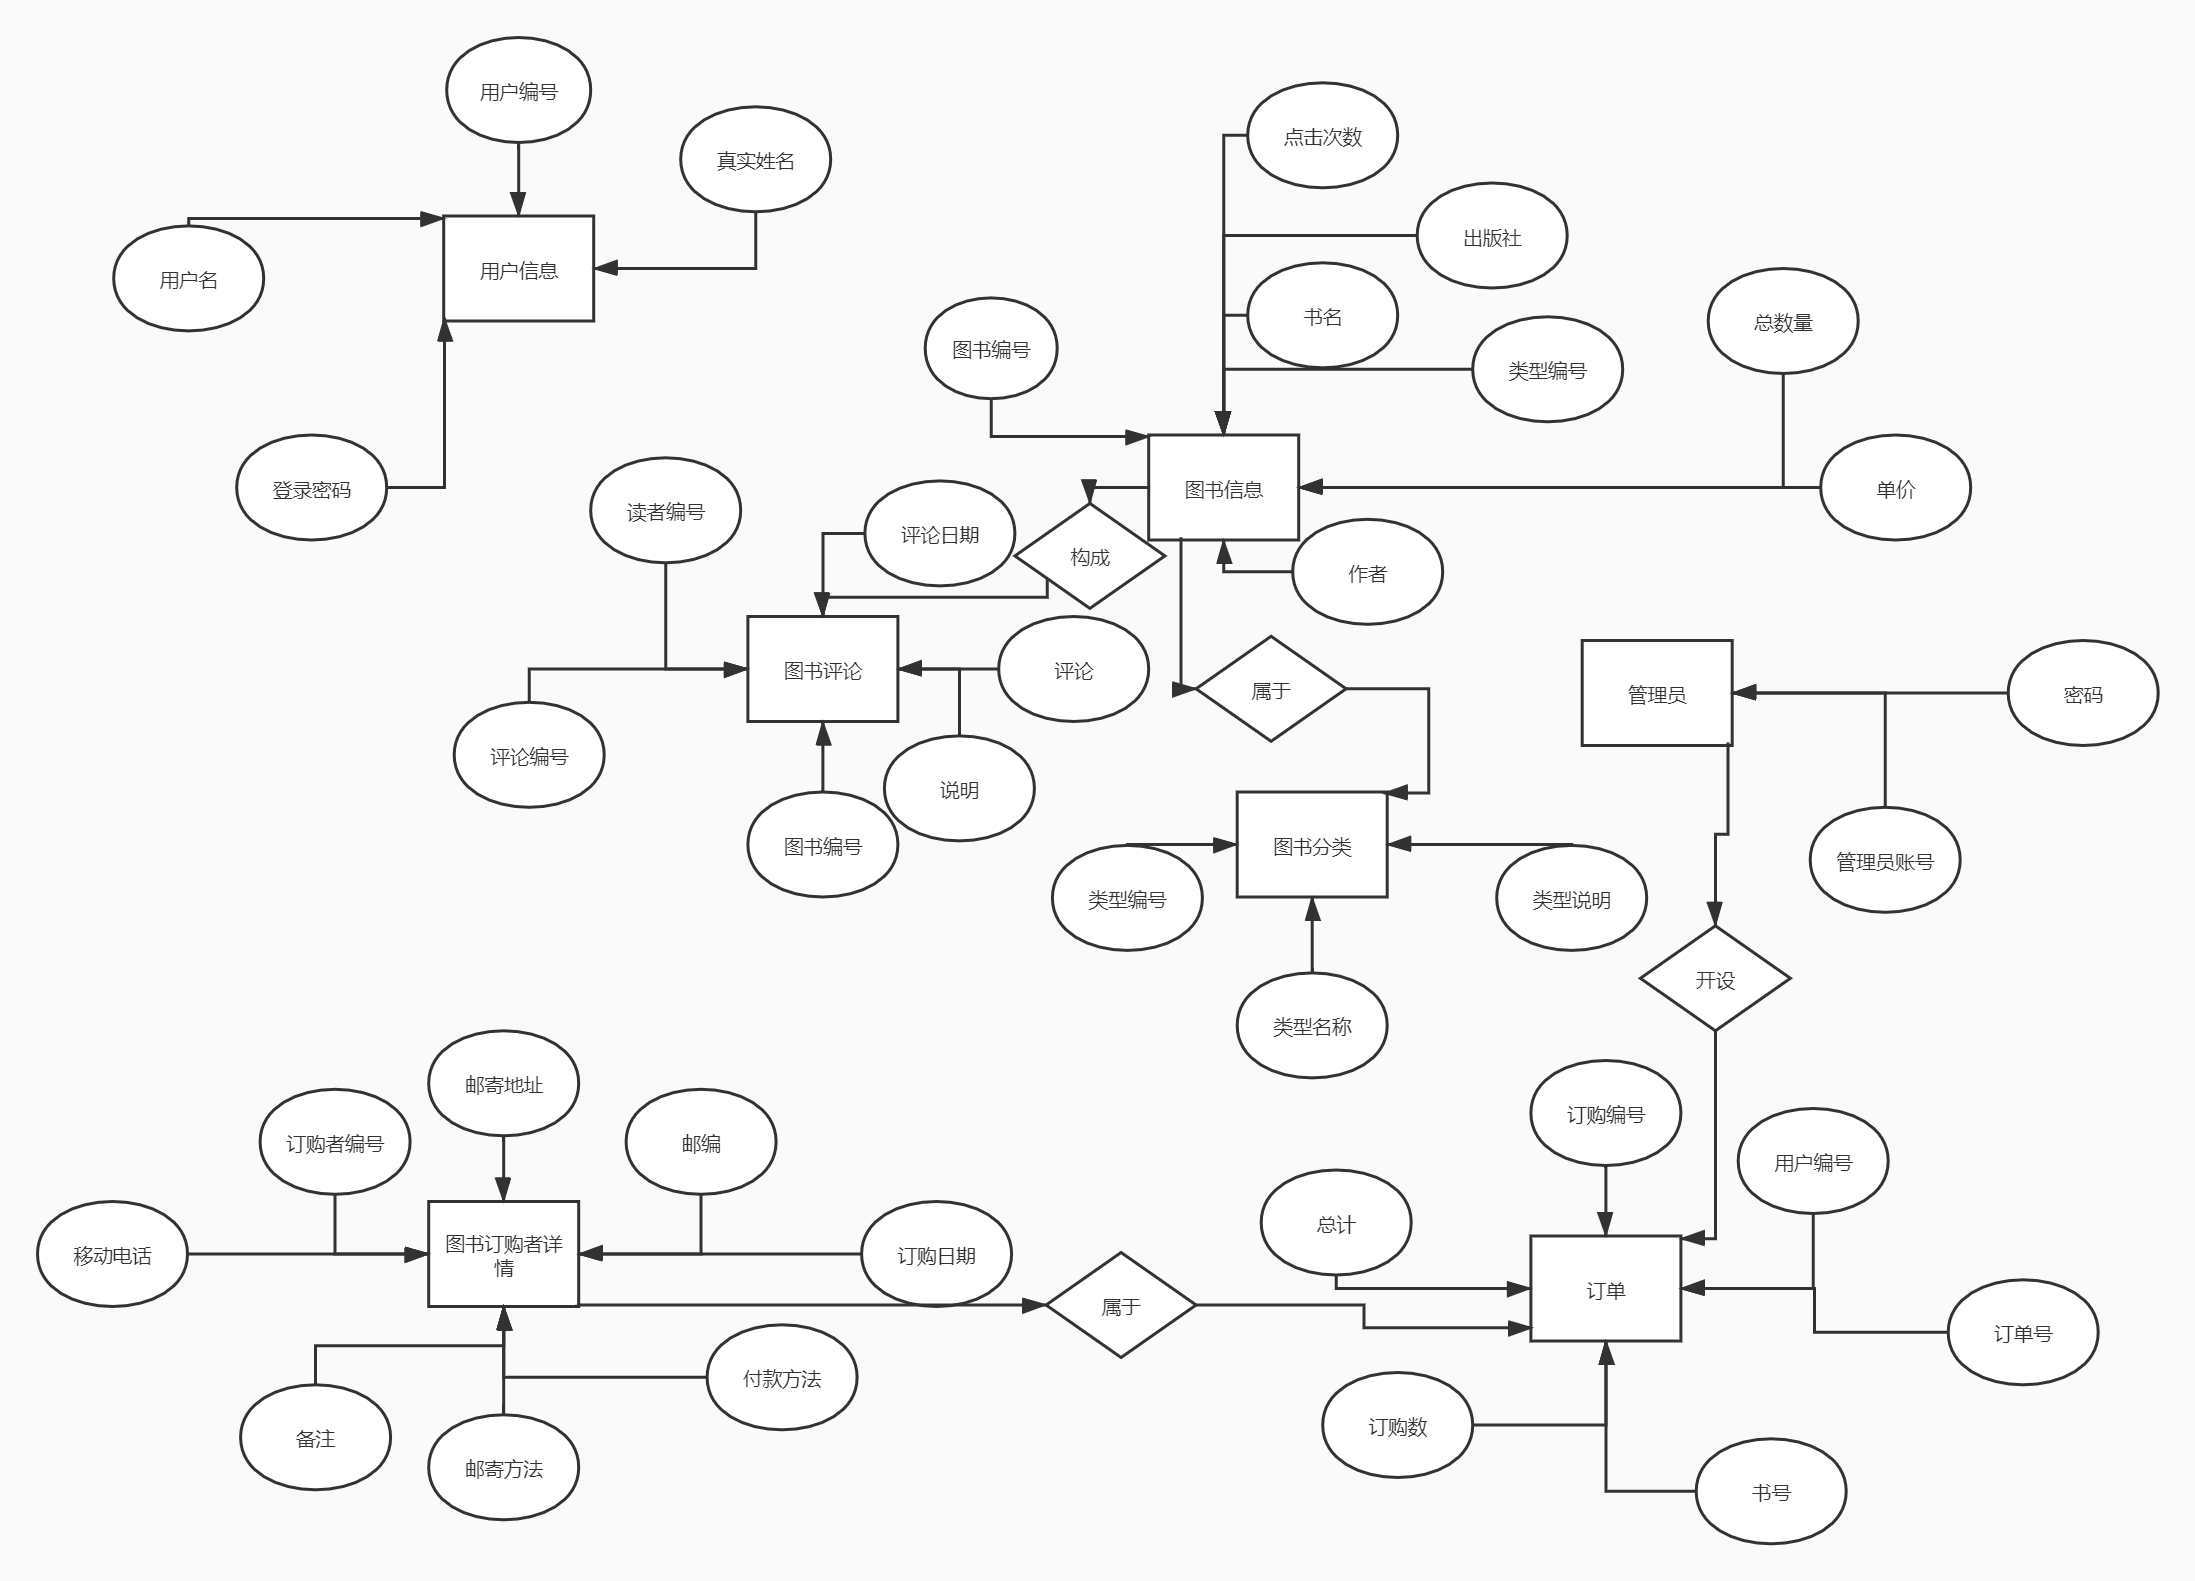 用户编号
真实姓名
用户名
用户信息
登录密码
点击次数
出版社
书名
类型编号
总数量
图书编号
图书信息
单价
读者编号
评论日期
构成
作者
图书评论
评论
属于
管理员
密码
评论编号
图书编号
说明
图书分类
管理员账号
类型编号
类型说明
类型名称
开设
邮寄地址
订购者编号
邮编
移动电话
图书订购者详
情
订购日期
属于
备注
邮寄方法
付款方法
订购编号
用户编号
总计
订单
订单号
订购数
书号